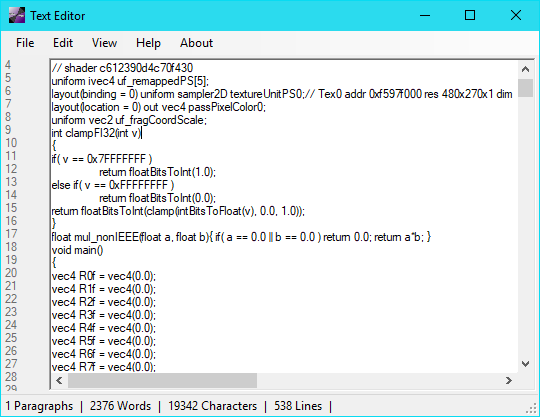 Text Editor
File Edit View Help About
4 // shader c612390d4c70f430
5 uniform ivec4 uf_remappedPS[5];
6 layout(binding = 0) uniform sampler2D textureUnitPS0;// Tex0 addr 0xf597f000 res 480x270x1 dim
7 layout(location = 0) out vec4 passPixelColor0;
8 uniform vec2 uf_fragCoordScale;
9 int clampFI32(int v)
10 {
11 if( v == 0x7FFFFFFF )
12 return floatBitsToInt(1.0);
13 else if( v == 0xFFFFFFFF )
14 return floatBitsToInt(0.0);
15 return floatBitsToInt(clamp(intBitsToFloat(v), 0.0, 1.0));
16 }
17 float mul_nonIEEE(float a, float b){ if( a == 0.0 || b == 0.0 ) return 0.0; return a*b; }
18 void main()
19 {
20 vec4 R0f = vec4(0.0);
21 vec4 R1f = vec4(0.0);
22 vec4 R2f = vec4(0.0);
23 vec4 R3f = vec4(0.0);
24 vec4 R4f = vec4(0.0);
25 vec4 R5f = vec4(0.0);
26 vec4 R6f = vec4(0.0);
27 vec4 R7f = vec4(0.0);
28
29
1 Paragraphs | 2376 Words | 19342 Characters | 538 Lines |